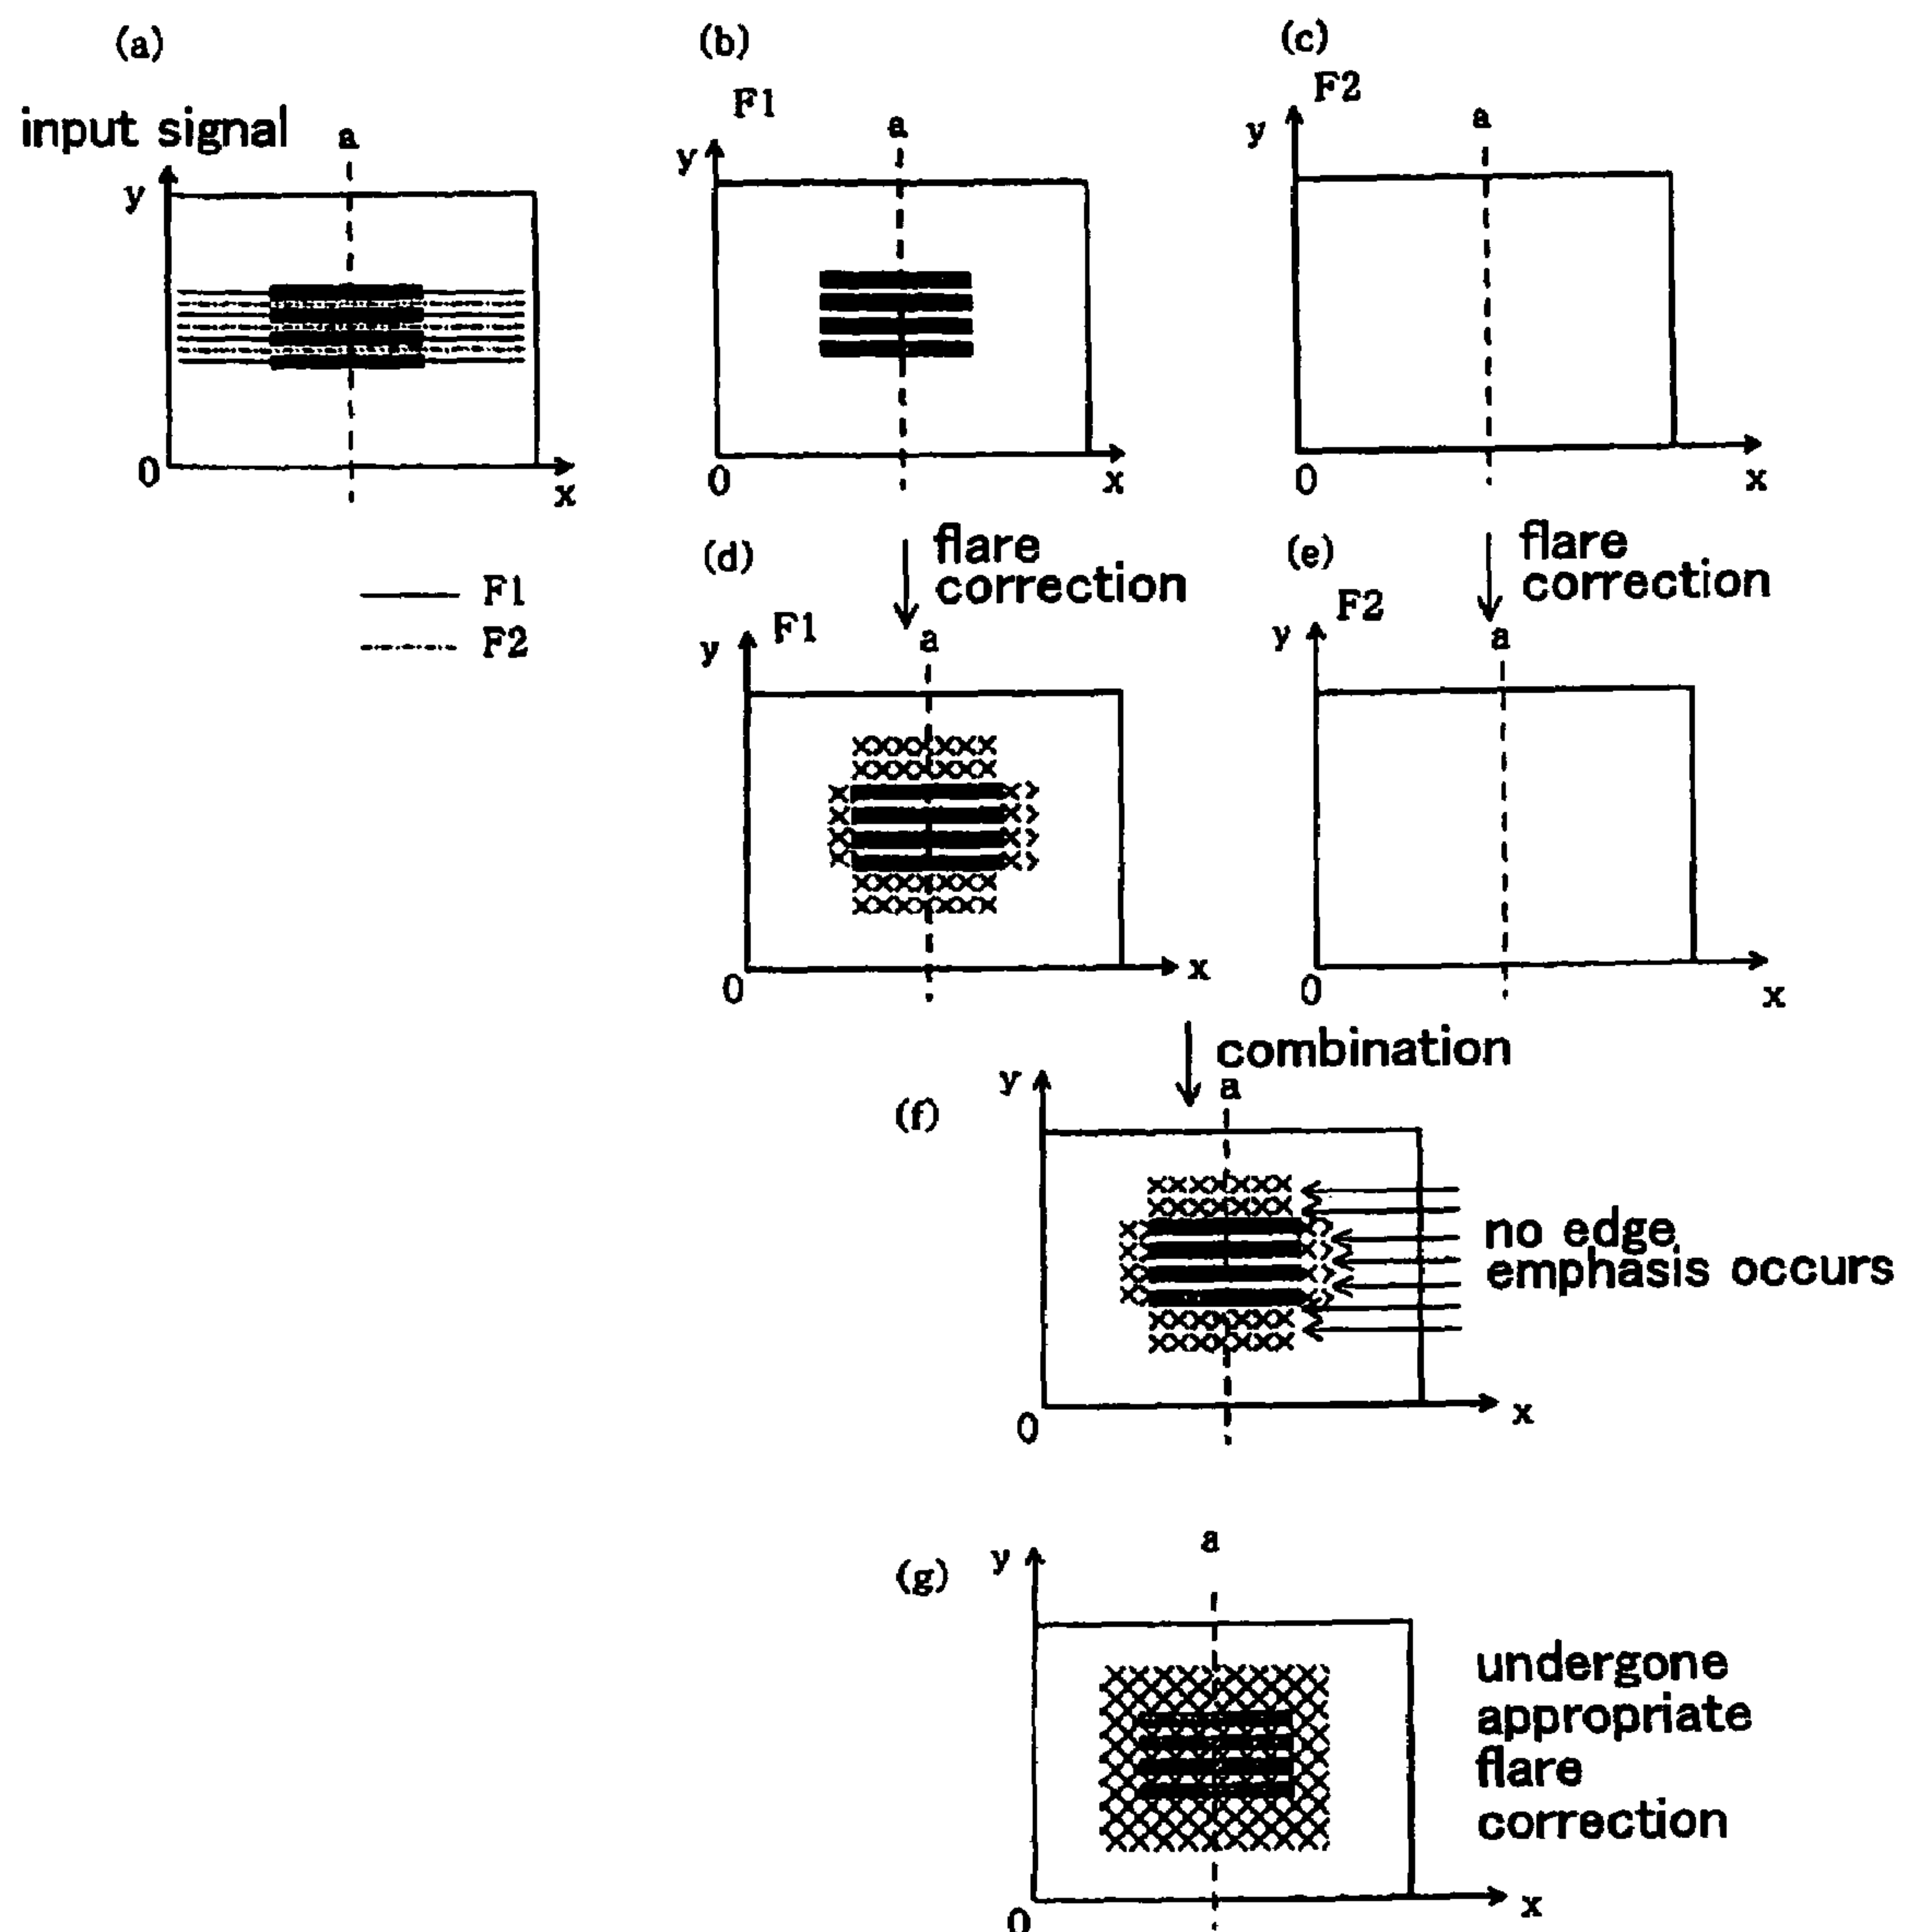 (a)
input signal
a
y
0
x
F1
F2
(b)
F1
a
y
0
x
(c)
F2
a
y
0
x
flare
correction
flare
correction
(d)
F1
a
y
0
x
(e)
F2
a
y
0
x
combination
(f)
a
y
0
x
no edge
emphasis occurs
(g)
a
y
0
x
undergone
appropriate
flare
correction